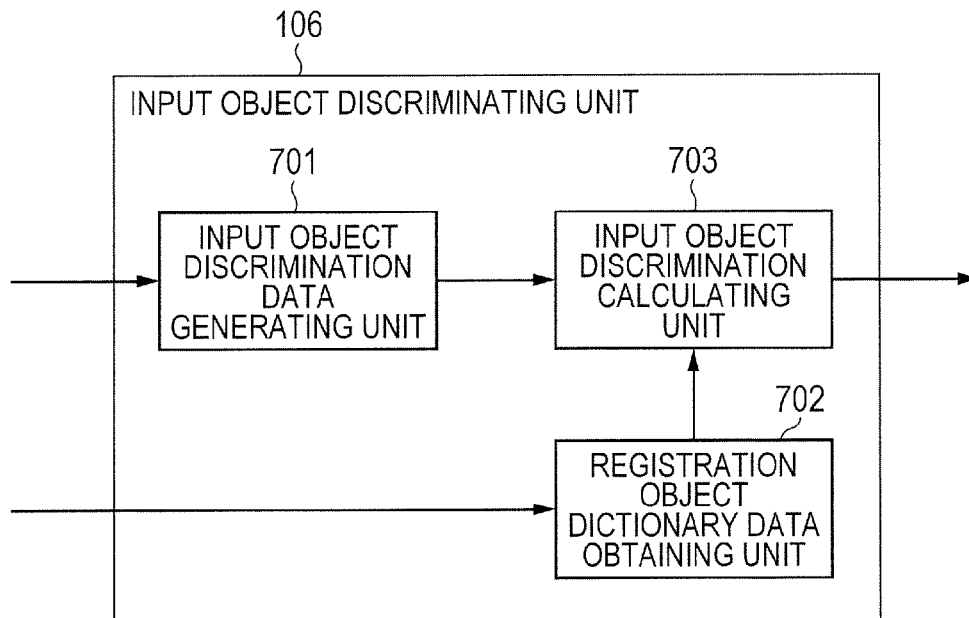 106
INPUT OBJECT DISCRIMINATING UNIT
701
INPUT OBJECT
DISCRIMINATION
DATA
GENERATING UNIT
703
INPUT OBJECT
DISCRIMINATION
CALCULATING
UNIT
702
REGISTRATION
OBJECT
DICTIONARY DATA
OBTAINING UNIT